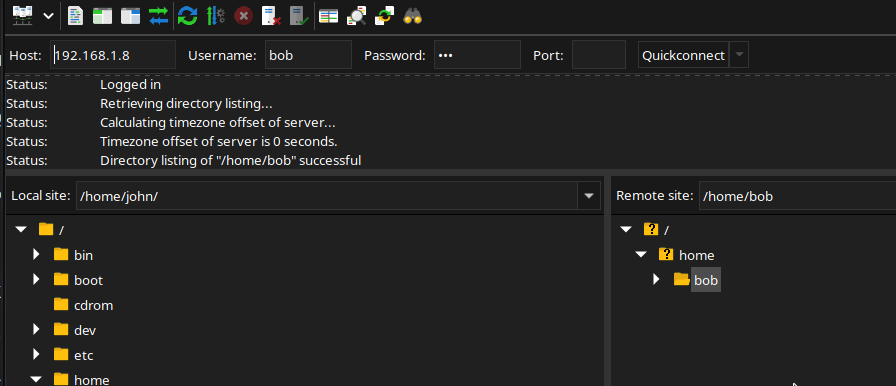 Host: 192.168.1.8 Username: bob Password: ••• Port: Quickconnect
Status: Logged in
Status: Retrieving directory listing...
Status: Calculating timezone offset of server...
Status: Timezone offset of server is 0 seconds.
Status: Directory listing of "/home/bob" successful
Local site: /home/john/
/
bin
boot
cdrom
dev
etc
home
Remote site: /home/bob
/
home
bob